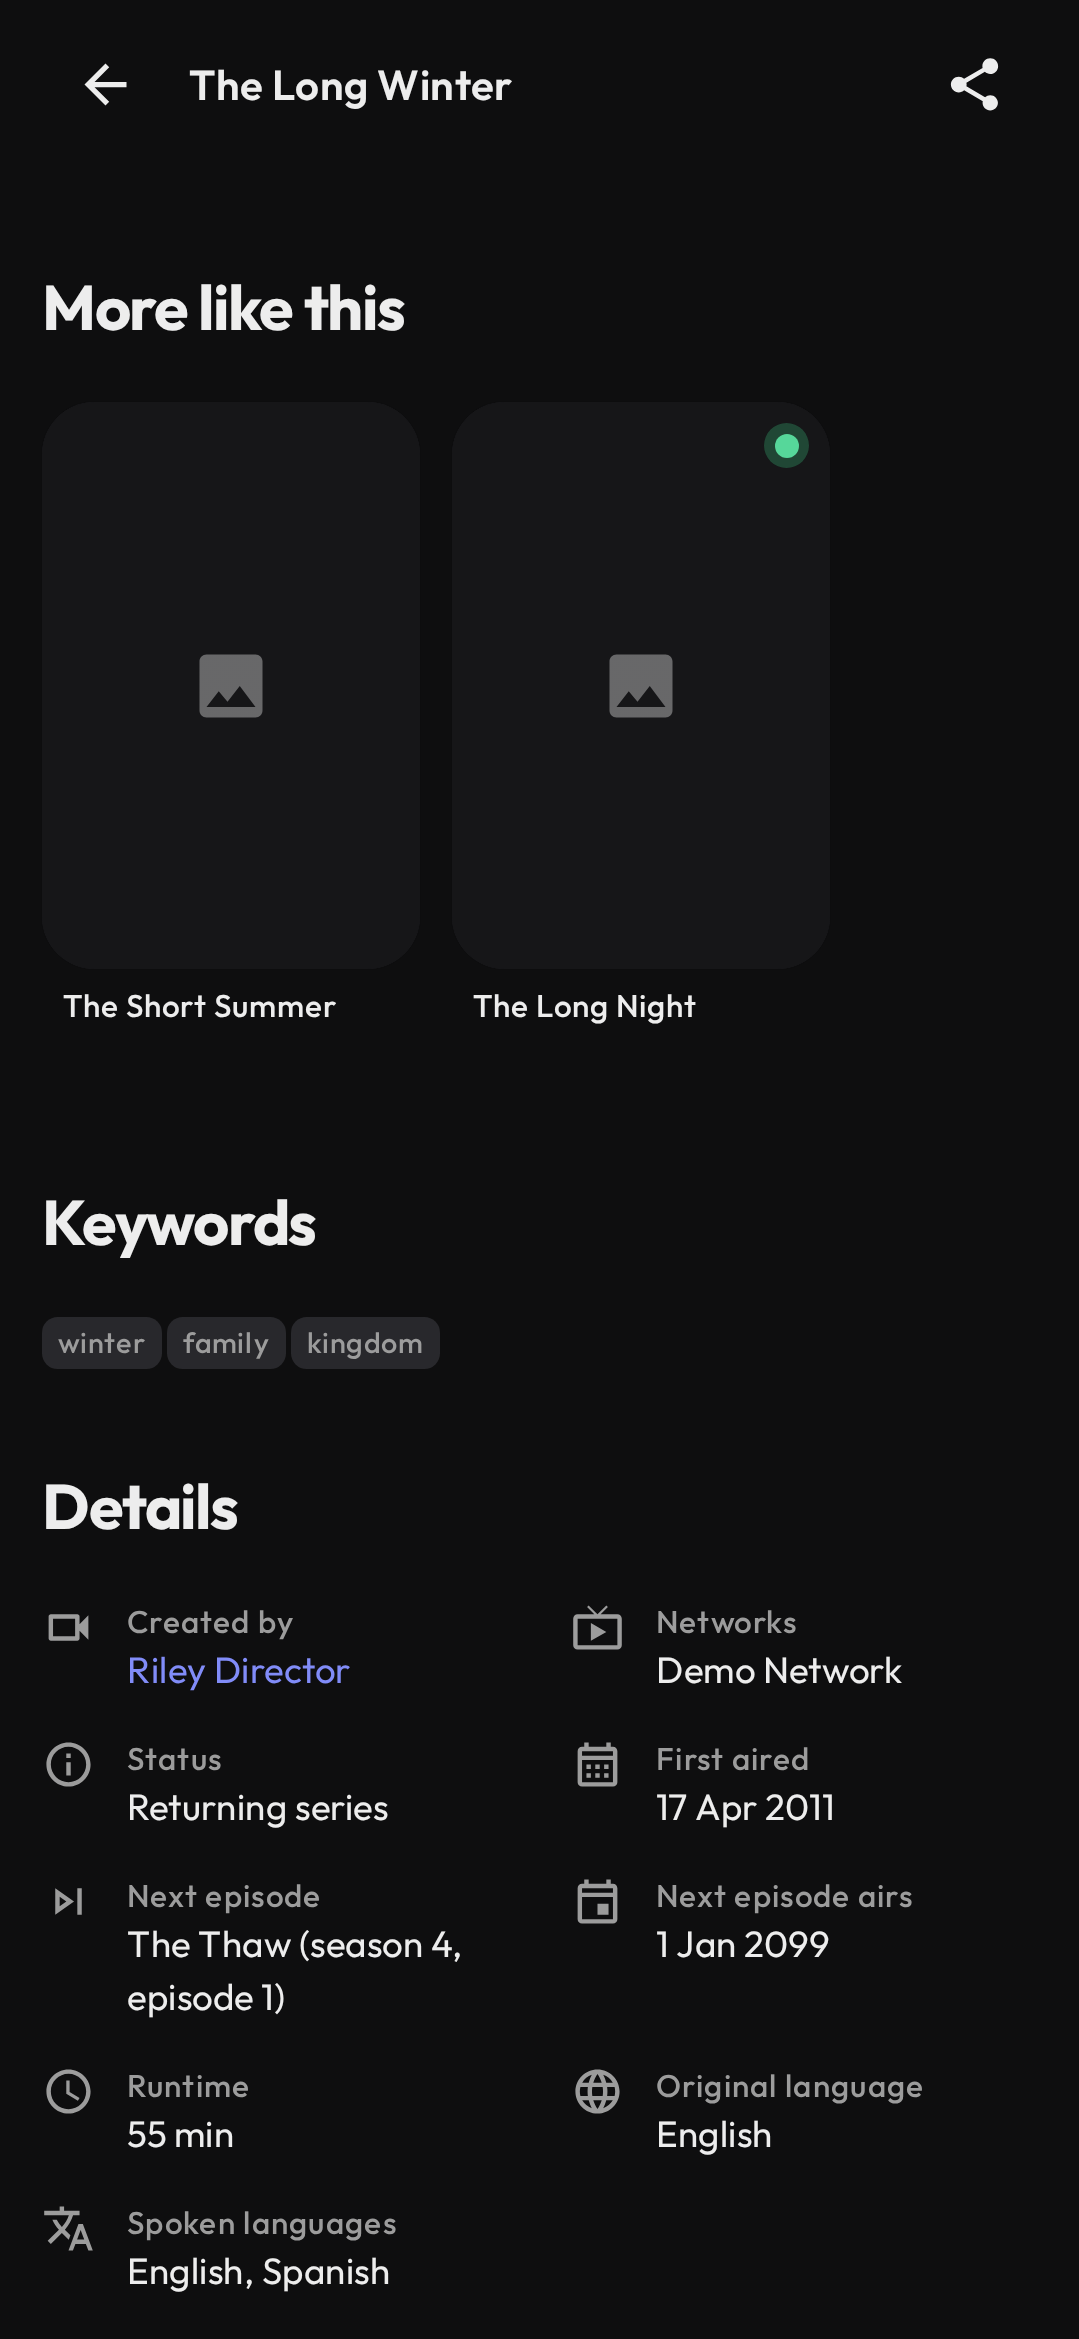 The Long Winter
More like this
The Short Summer
The Long Night
Keywords
winter
family
kingdom
Details
Created by
Riley Director
Networks
Demo Network
Status
Returning series
First aired
17 Apr 2011
Next episode
The Thaw (season 4,
episode 1)
Next episode airs
1 Jan 2099
Runtime
55 min
Original language
English
Spoken languages
English, Spanish